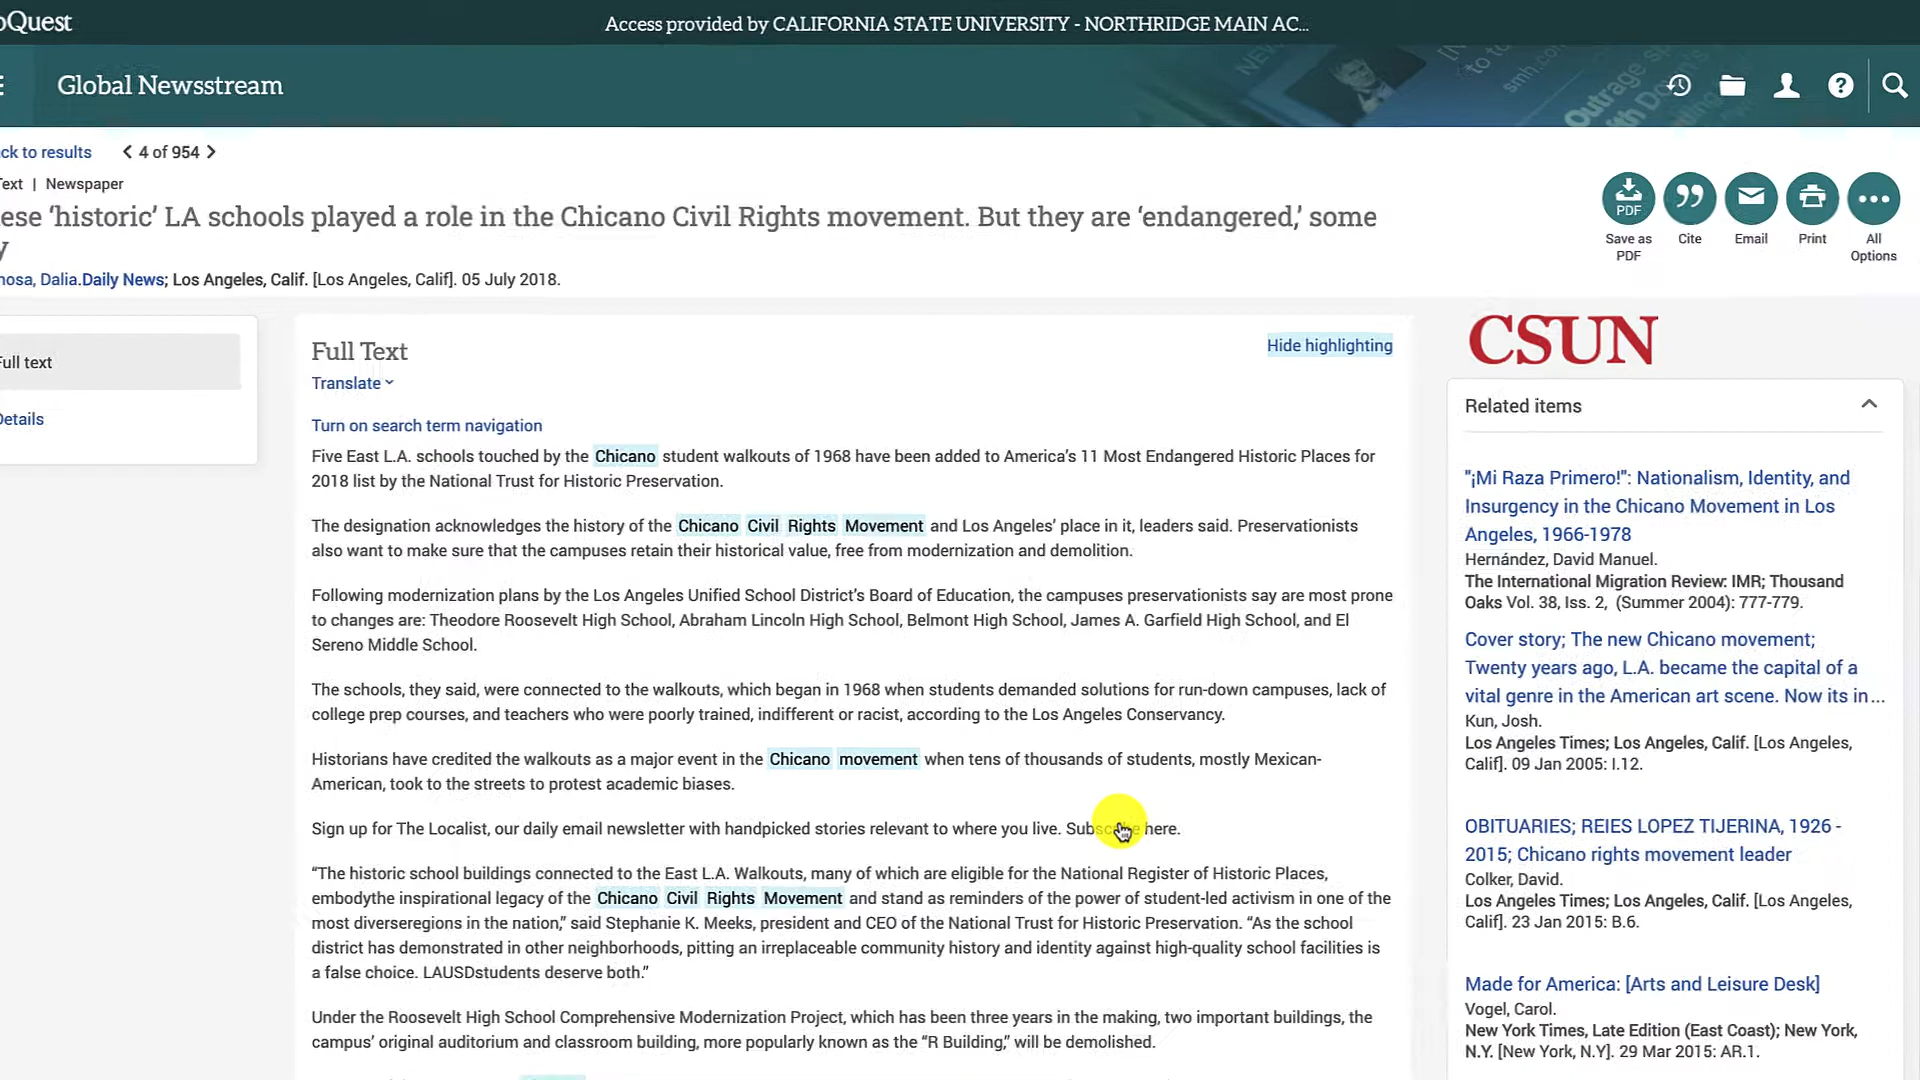 oQuest
Access provided by CALIFORNIA STATE UNIVERSITY - NORTHRIDGE MAIN AC...
Global Newsstream
ck to results
4 of 954
Text | Newspaper
ese ‘historic’ LA schools played a role in the Chicano Civil Rights movement. But they are ‘endangered,’ some
y
nosa, Dalia.Daily News; Los Angeles, Calif. [Los Angeles, Calif]. 05 July 2018.
PDF
Save as PDF
Cite
Email
Print
All Options
Full text
Details
Full Text
Hide highlighting
Translate
Turn on search term navigation
Five East L.A. schools touched by the Chicano student walkouts of 1968 have been added to America’s 11 Most Endangered Historic Places for
2018 list by the National Trust for Historic Preservation.
The designation acknowledges the history of the Chicano Civil Rights Movement and Los Angeles’ place in it, leaders said. Preservationists
also want to make sure that the campuses retain their historical value, free from modernization and demolition.
Following modernization plans by the Los Angeles Unified School District’s Board of Education, the campuses preservationists say are most prone
to changes are: Theodore Roosevelt High School, Abraham Lincoln High School, Belmont High School, James A. Garfield High School, and El
Sereno Middle School.
The schools, they said, were connected to the walkouts, which began in 1968 when students demanded solutions for run-down campuses, lack of
college prep courses, and teachers who were poorly trained, indifferent or racist, according to the Los Angeles Conservancy.
Historians have credited the walkouts as a major event in the Chicano movement when tens of thousands of students, mostly Mexican-
American, took to the streets to protest academic biases.
Sign up for The Localist, our daily email newsletter with handpicked stories relevant to where you live. Subscribe here.
“The historic school buildings connected to the East L.A. Walkouts, many of which are eligible for the National Register of Historic Places,
embodythe inspirational legacy of the Chicano Civil Rights Movement and stand as reminders of the power of student-led activism in one of the
most diverseregions in the nation,” said Stephanie K. Meeks, president and CEO of the National Trust for Historic Preservation. “As the school
district has demonstrated in other neighborhoods, pitting an irreplaceable community history and identity against high-quality school facilities is
a false choice. LAUSDstudents deserve both.”
Under the Roosevelt High School Comprehensive Modernization Project, which has been three years in the making, two important buildings, the
campus’ original auditorium and classroom building, more popularly known as the “R Building,” will be demolished.
CSUN
Related items
"¡Mi Raza Primero!": Nationalism, Identity, and
Insurgency in the Chicano Movement in Los
Angeles, 1966-1978
Hernández, David Manuel.
The International Migration Review: IMR; Thousand
Oaks Vol. 38, Iss. 2, (Summer 2004): 777-779.
Cover story; The new Chicano movement;
Twenty years ago, L.A. became the capital of a
vital genre in the American art scene. Now its in...
Kun, Josh.
Los Angeles Times; Los Angeles, Calif. [Los Angeles,
Calif]. 09 Jan 2005: I.12.
OBITUARIES; REIES LOPEZ TIJERINA, 1926 -
2015; Chicano rights movement leader
Colker, David.
Los Angeles Times; Los Angeles, Calif. [Los Angeles,
Calif]. 23 Jan 2015: B.6.
Made for America: [Arts and Leisure Desk]
Vogel, Carol.
New York Times, Late Edition (East Coast); New York,
N.Y. [New York, N.Y]. 29 Mar 2015: AR.1.